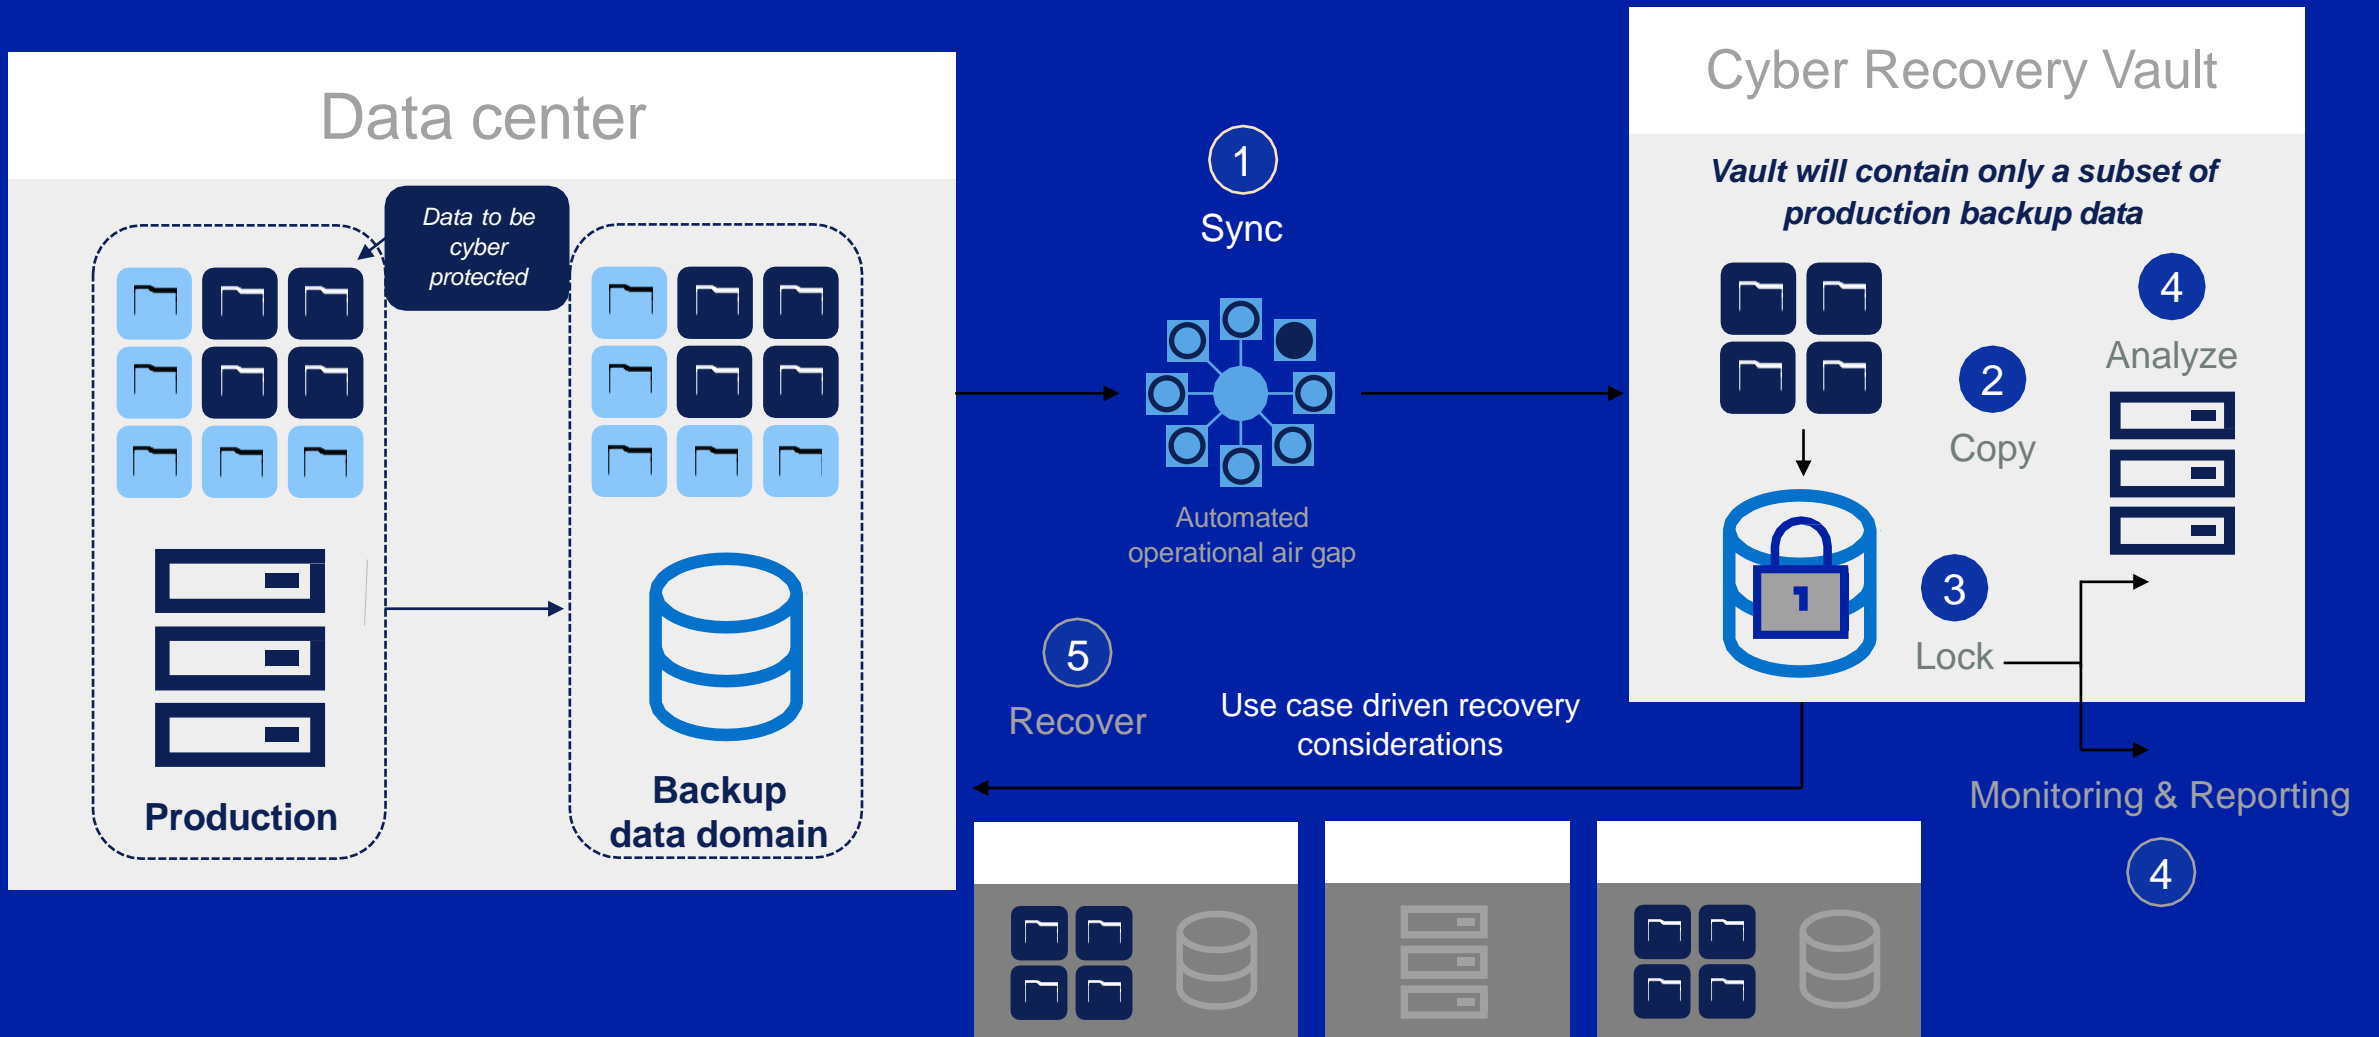 Data center
Data to be
cyber
protected
Production
Backup
data domain
1
Sync
Automated
operational air gap
5
Recover
Use case driven recovery
considerations
Cyber Recovery Vault
Vault will contain only a subset of
production backup data
4
Analyze
2
Copy
1
3
Lock
Monitoring & Reporting
4